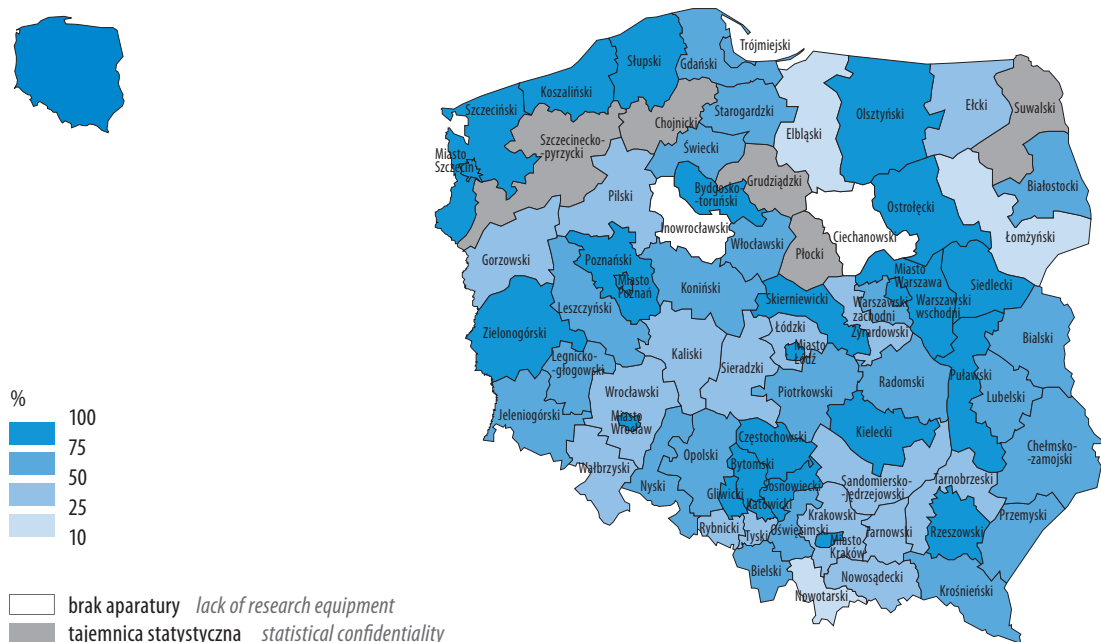 Trójmiejski
Słupski
Gdański
Koszaliński
Szczeciński
Chojnicki
Starogardzki
Elbląski
Olsztyński
Ełcki
Suwalski
Szczecinecko-
-pyrzycki
Miasto
Szczecin
Świecki
Grudziądzki
Bydgosko-
-toruński
Pilski
Białostocki
Ostrołęcki
Inowrocławski
Włocławski
Ciechanowski
Łomżyński
Płocki
Gorzowski
Poznański
Miasto
Poznań
Koniński
Skierniewicki
Miasto
Warszawa
Warszawski
zachodni
Warszawski
wschodni
Siedlecki
Leszczyński
Zielonogórski
Łódzki
Miasto
Łódź
Żyrardowski
Bialski
Legnicko-
-głogowski
Kaliski
Sieradzki
Piotrkowski
Radomski
Puławski
Lubelski
Wrocławski
Miasto
Wrocław
Jeleniogórski
Kielecki
Częstochowski
Chełmsko-
-zamojski
Wałbrzyski
Opolski
Nyski
Bytomski
Gliwicki
Sosnowiecki
Katowicki
Sandomiersko-
-jędrzejowski
Tarnobrzeski
Rybnicki
Tyski
Oświęcimski
Krakowski
Miasto
Kraków
Tarnowski
Rzeszowski
Przemyski
Bielski
Nowotarski
Nowosądecki
Krośnieński
%
100
75
50
25
10
brak aparatury lack of research equipment
tajemnica statystyczna statistical confidentiality